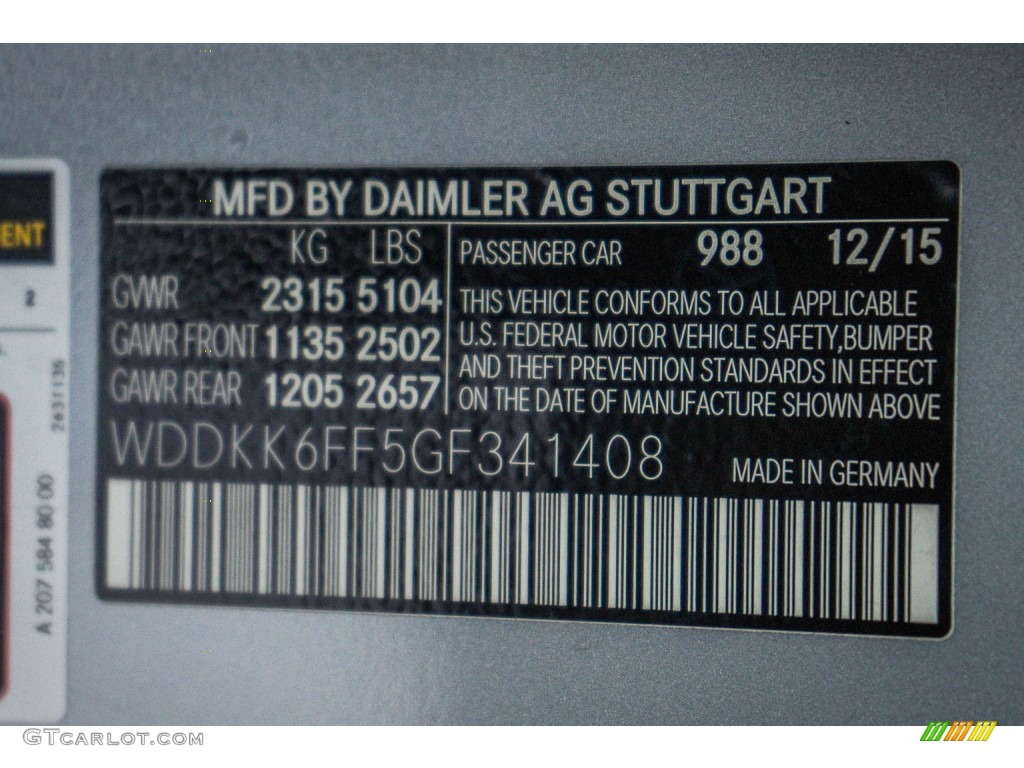 MFD BY DAIMLER AG STUTTGART
KG LBS
GVWR 2315 5104
GAWR FRONT 1135 2502
GAWR REAR 1205 2657
PASSENGER CAR 988 12/15
THIS VEHICLE CONFORMS TO ALL APPLICABLE
U.S. FEDERAL MOTOR VEHICLE SAFETY,BUMPER
AND THEFT PREVENTION STANDARDS IN EFFECT
ON THE DATE OF MANUFACTURE SHOWN ABOVE
WDDKK6FF5GF341408
MADE IN GERMANY
ENT
2
2631135
A 207 584 80 00
GTCARLOT.COM